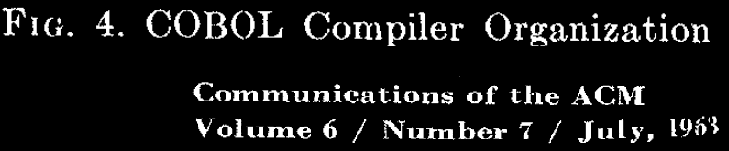 FIG. 4. COBOL Compiler Organization
Communications of the ACM
Volume 6 / Number 7 / July, 1963